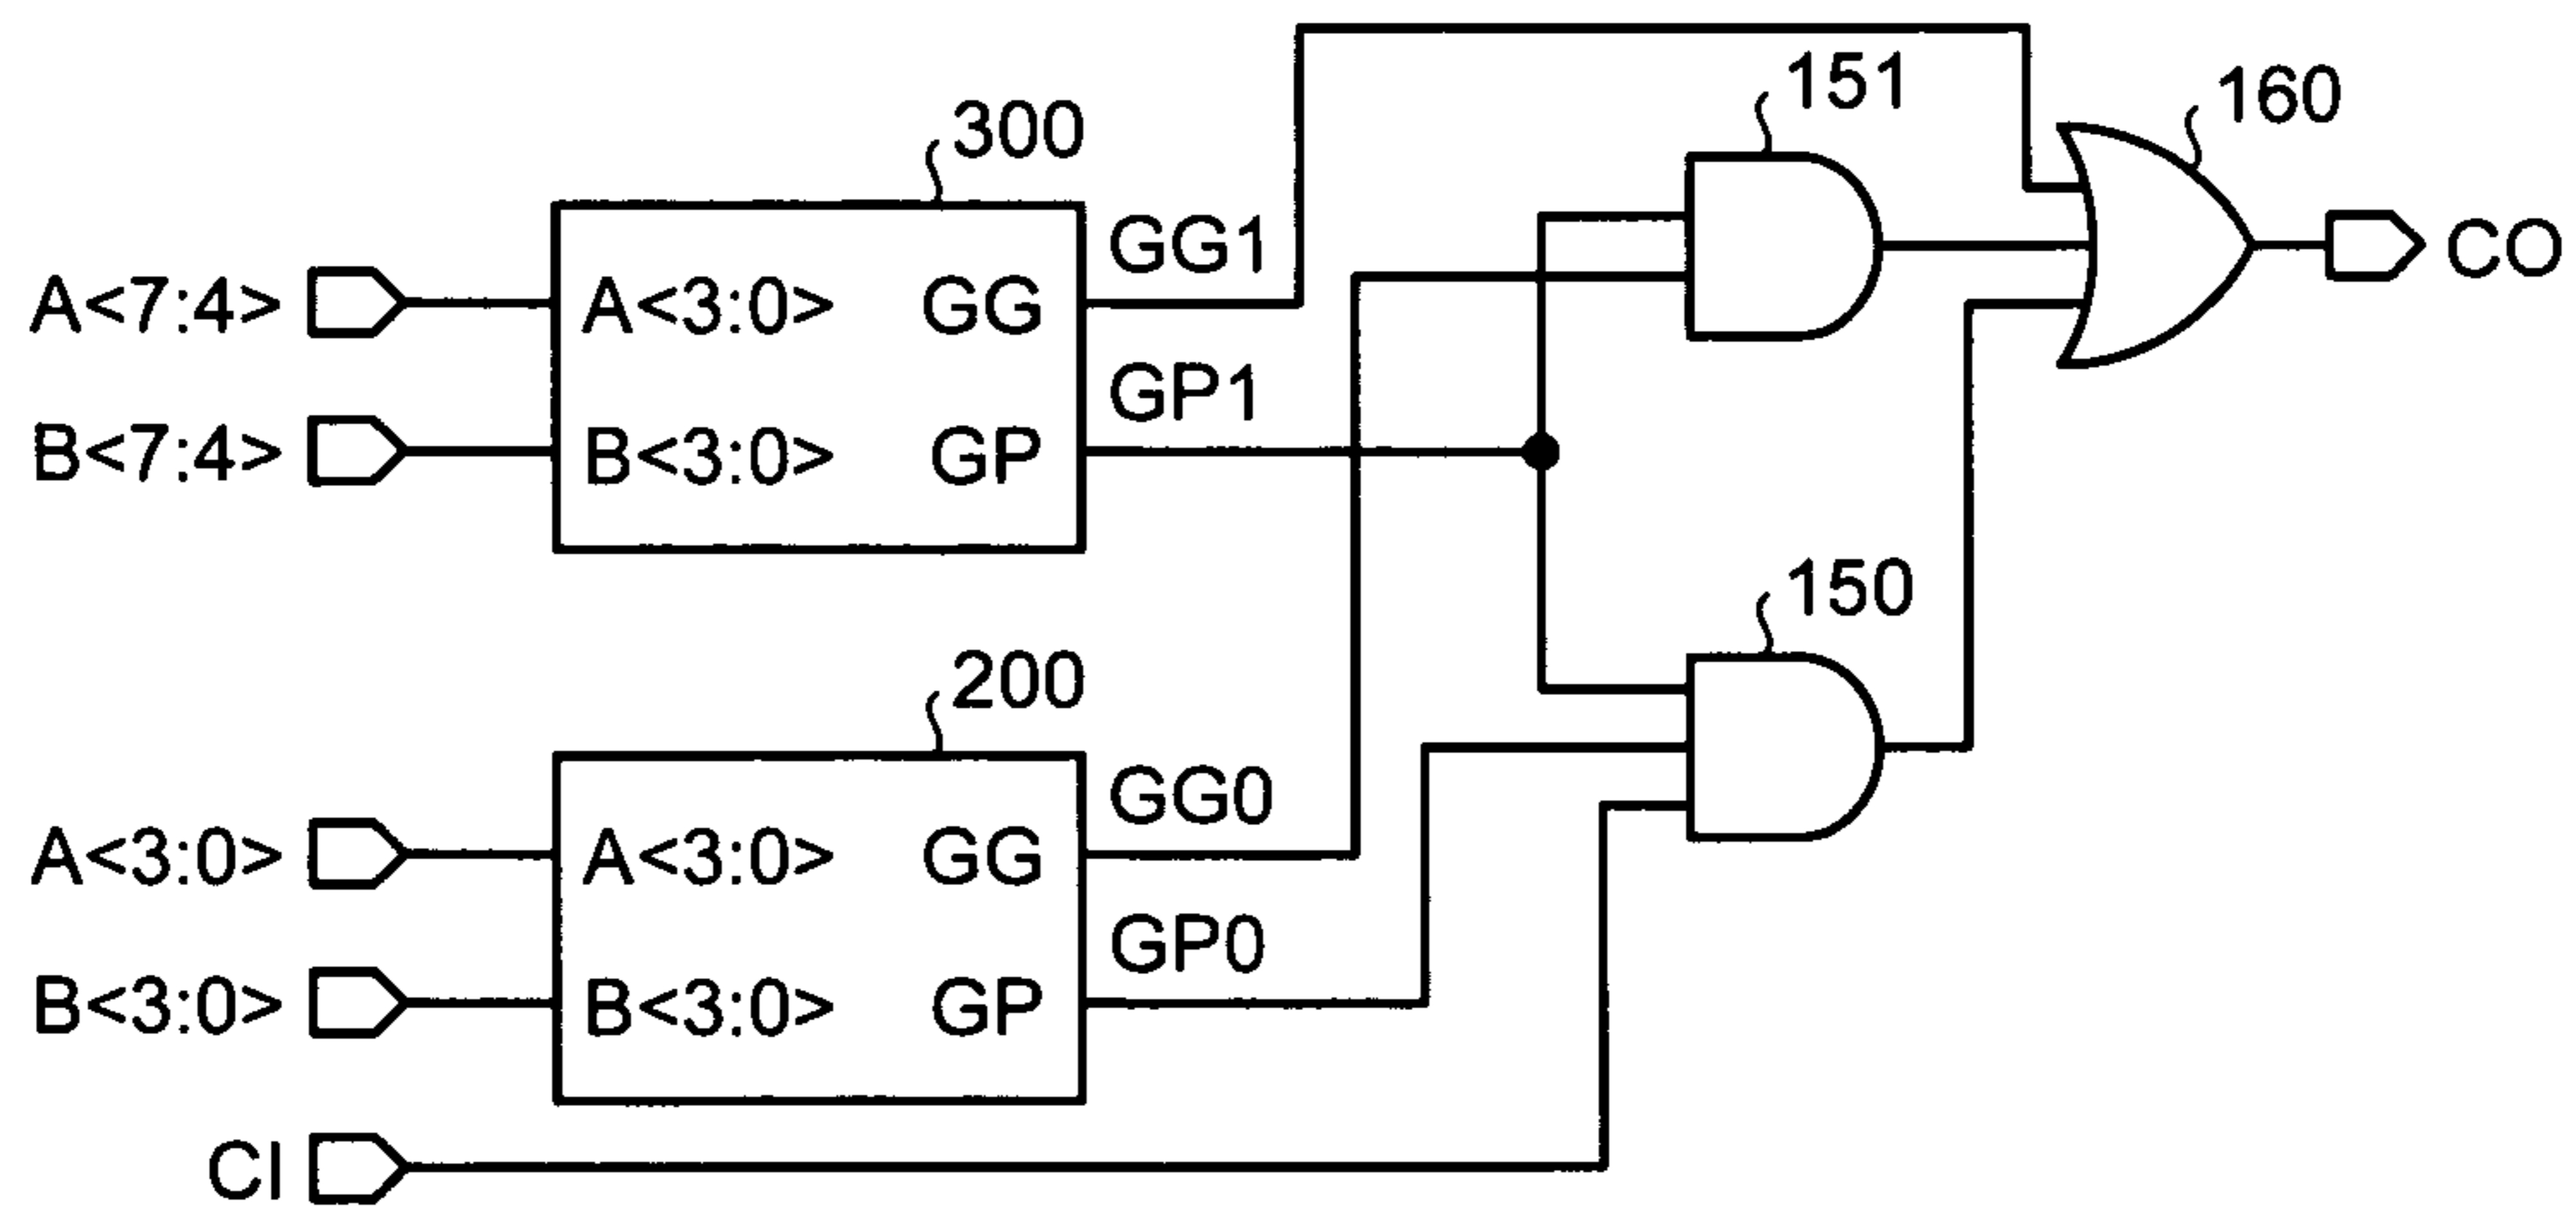 151
160
300
GG1
CO
A<7:4>
A<3:0>
GG
GP1
B<7:4>
B<3:0>
GP
150
200
GG0
A<3:0>
A<3:0>
GG
GP0
B<3:0>
B<3:0>
GP
CI